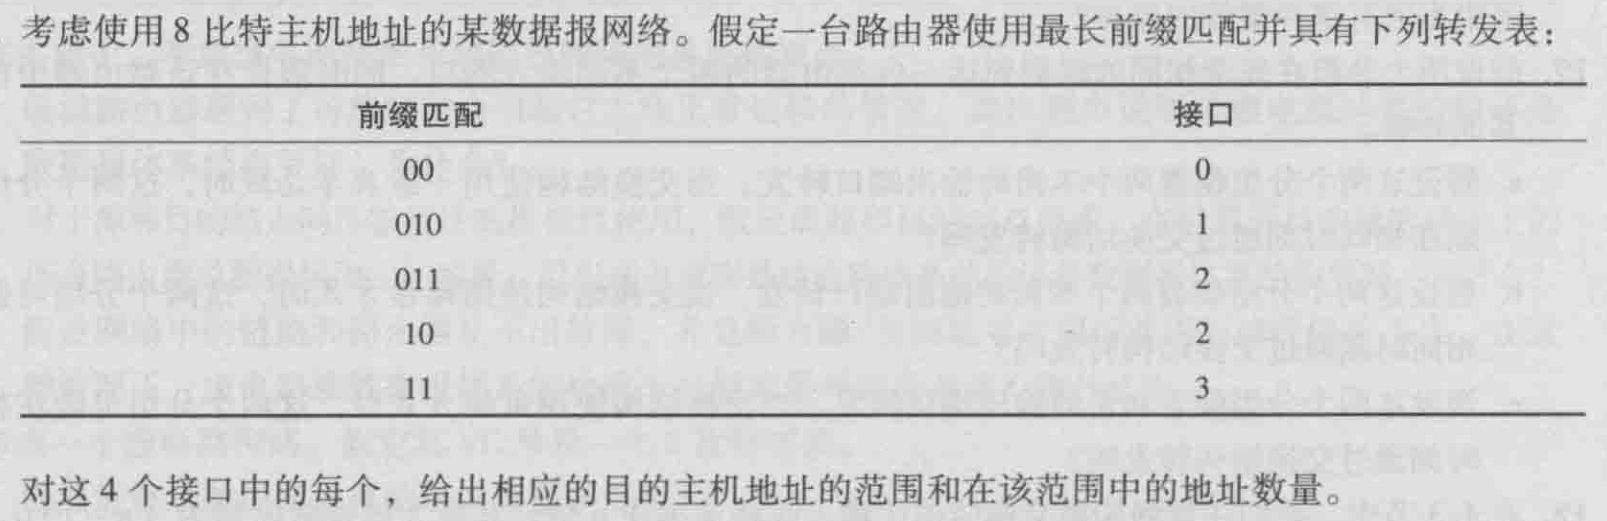 考虑使用8比特主机地址的某数据报网络。假定一台路由器使用最长前缀匹配并具有下列转发表：
前缀匹配 接口
00 0
010 1
011 2
10 2
11 3
对这4个接口中的每个，给出相应的目的主机地址的范围和在该范围中的地址数量。